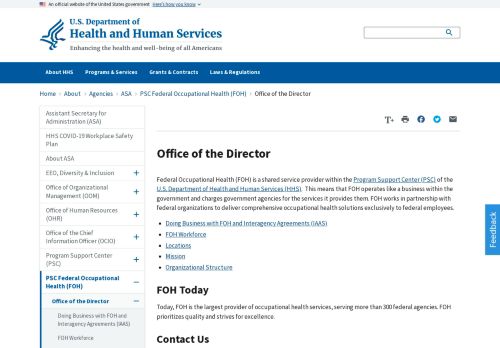 An official website of the United States government Here's how you know
U.S. Department of
Health and Human Services
Enhancing the health and well-being of all Americans
About HHS Programs & Services Grants & Contracts Laws & Regulations
Home > About > Agencies > ASA > PSC Federal Occupational Health (FOH) > Office of the Director
Assistant Secretary for
Administration (ASA)
HHS COVID-19 Workplace Safety
Plan
About ASA
EEO, Diversity & Inclusion
Office of Organizational
Management (OOM)
Office of Human Resources
(OHR)
Office of the Chief
Information Officer (OCIO)
Program Support Center
(PSC)
PSC Federal Occupational
Health (FOH)
Office of the Director
Doing Business with FOH and
Interagency Agreements (IAAS)
FOH Workforce
T+
Office of the Director
Federal Occupational Health (FOH) is a shared service provider within the Program Support Center (PSC) of the
U.S. Department of Health and Human Services (HHS). This means that FOH operates like a business within the
government and charges government agencies for the services it provides them. FOH works in partnership with
federal organizations to deliver comprehensive occupational health solutions exclusively to federal employees.
Doing Business with FOH and Interagency Agreements (IAAS)
FOH Workforce
Locations
Mission
Organizational Structure
FOH Today
Today, FOH is the largest provider of occupational health services, serving more than 300 federal agencies. FOH
prioritizes quality and strives for excellence.
Contact Us
Feedback